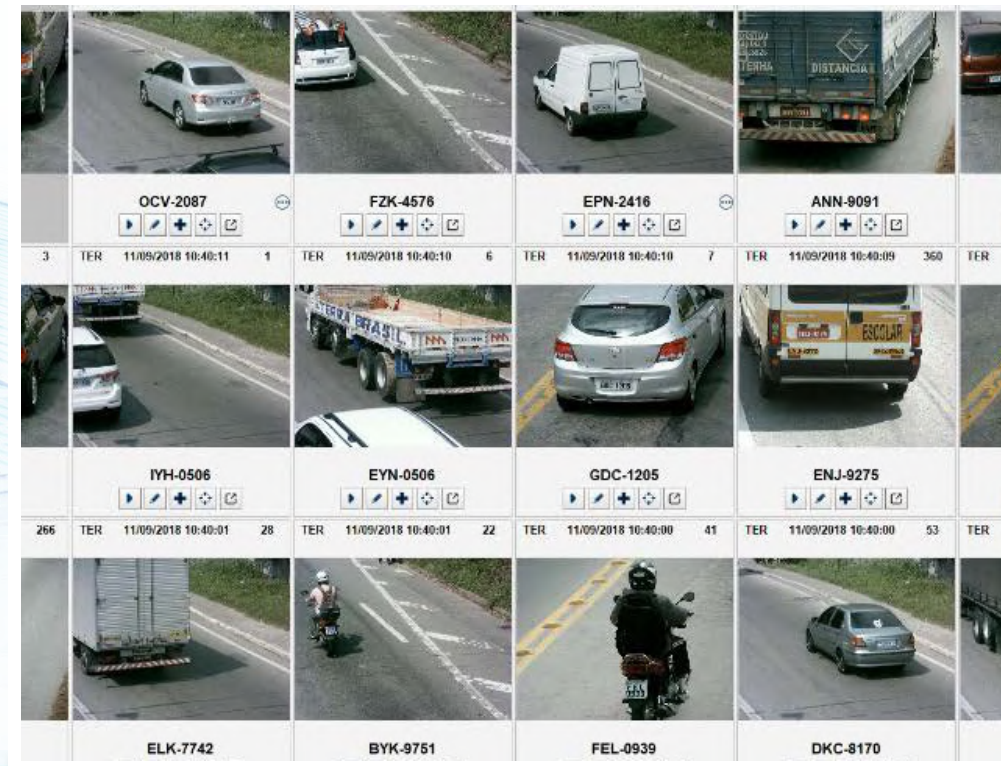 DISTANCIA
OCV-2087
FZK-4576
EPN-2416
ANN-9091
3
TER 11/09/2018 10:40:11 1
TER 11/09/2018 10:40:10 6
TER 11/09/2018 10:40:10 7
TER 11/09/2018 10:40:09 360
TER
BRASIL
ESCOLAR
IYH-0506
EYN-0506
GDC-1205
ENJ-9275
266
TER 11/09/2018 10:40:01 28
TER 11/09/2018 10:40:01 22
TER 11/09/2018 10:40:00 41
TER 11/09/2018 10:40:00 53
TER
ELK-7742
BYK-9751
FEL-0939
DKC-8170